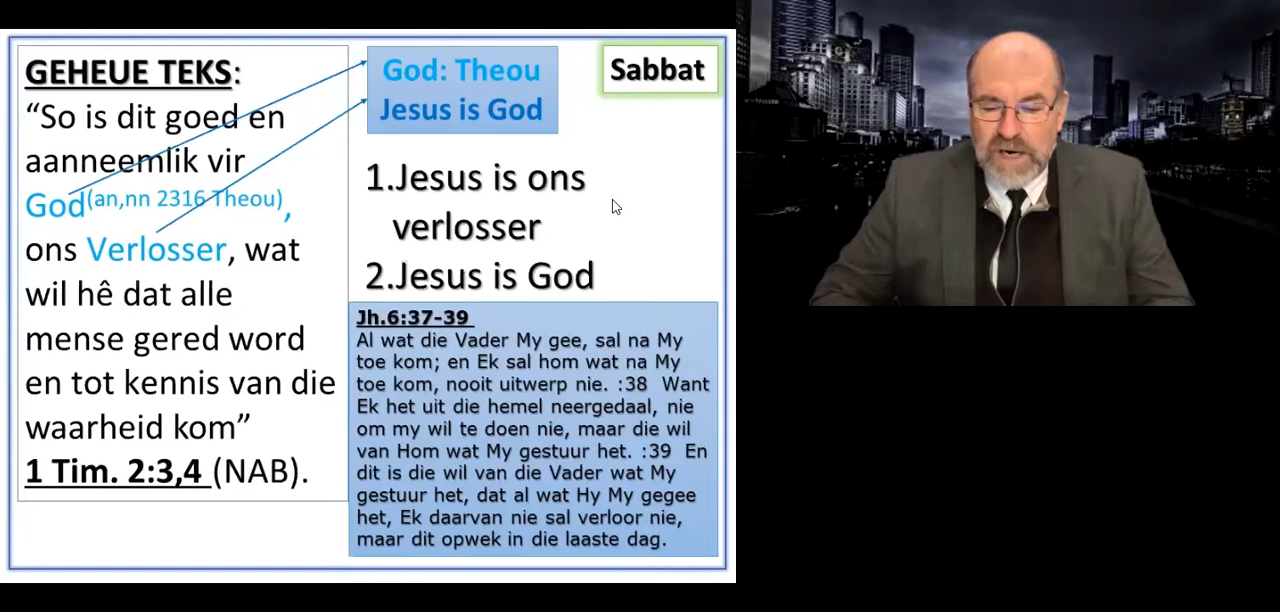 GEHEUE TEKS:
“So is dit goed en
aanneemlik vir
God(an,nn 2316 Theou),
ons Verlosser, wat
wil hê dat alle
mense gered word
en tot kennis van die
waarheid kom”
1 Tim. 2:3,4 (NAB).
God: Theou
Jesus is God
Sabbat
1.Jesus is ons
verlosser
2.Jesus is God
Jh.6:37-39
Al wat die Vader My gee, sal na My
toe kom; en Ek sal hom wat na My
toe kom, nooit uitwerp nie. :38 Want
Ek het uit die hemel neergedaal, nie
om my wil te doen nie, maar die wil
van Hom wat My gestuur het. :39 En
dit is die wil van die Vader wat My
gestuur het, dat al wat Hy My gegee
het, Ek daarvan nie sal verloor nie,
maar dit opwek in die laaste dag.